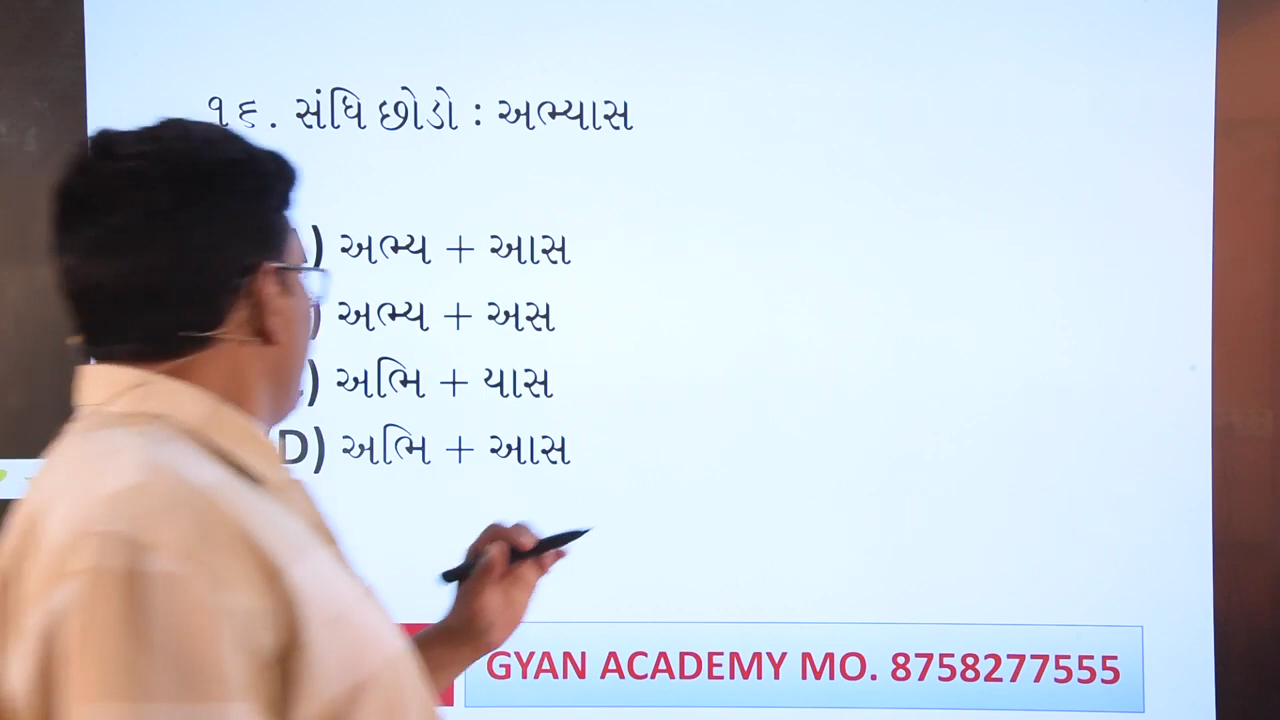 ૧૬. સંધિ છોડો : અભ્યાસ
) અભ્ય + આસ
) અભ્ય + અસ
) અભિ + યાસ
D) અભિ + આસ
GYAN ACADEMY MO. 8758277555